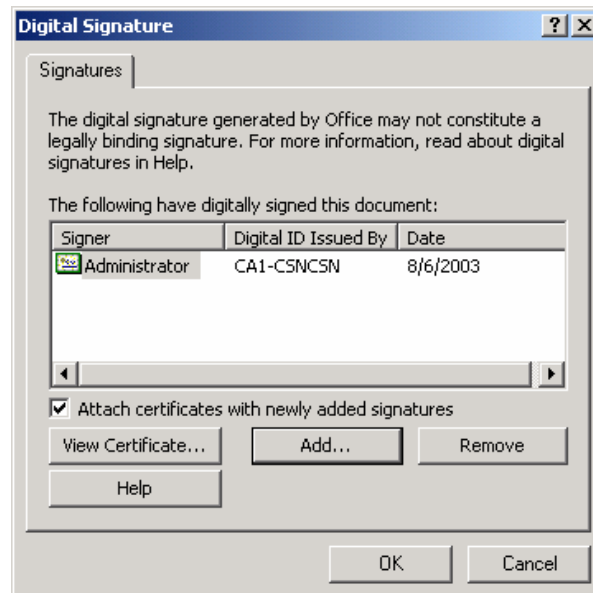 Digital Signature
Signatures
The digital signature generated by Office may not constitute a
legally binding signature. For more information, read about digital
signatures in Help.
The following have digitally signed this document:
Signer Digital ID Issued By Date
Administrator CA1-CSNCSN 8/6/2003
Attach certificates with newly added signatures
View Certificate... Add... Remove
Help
OK Cancel